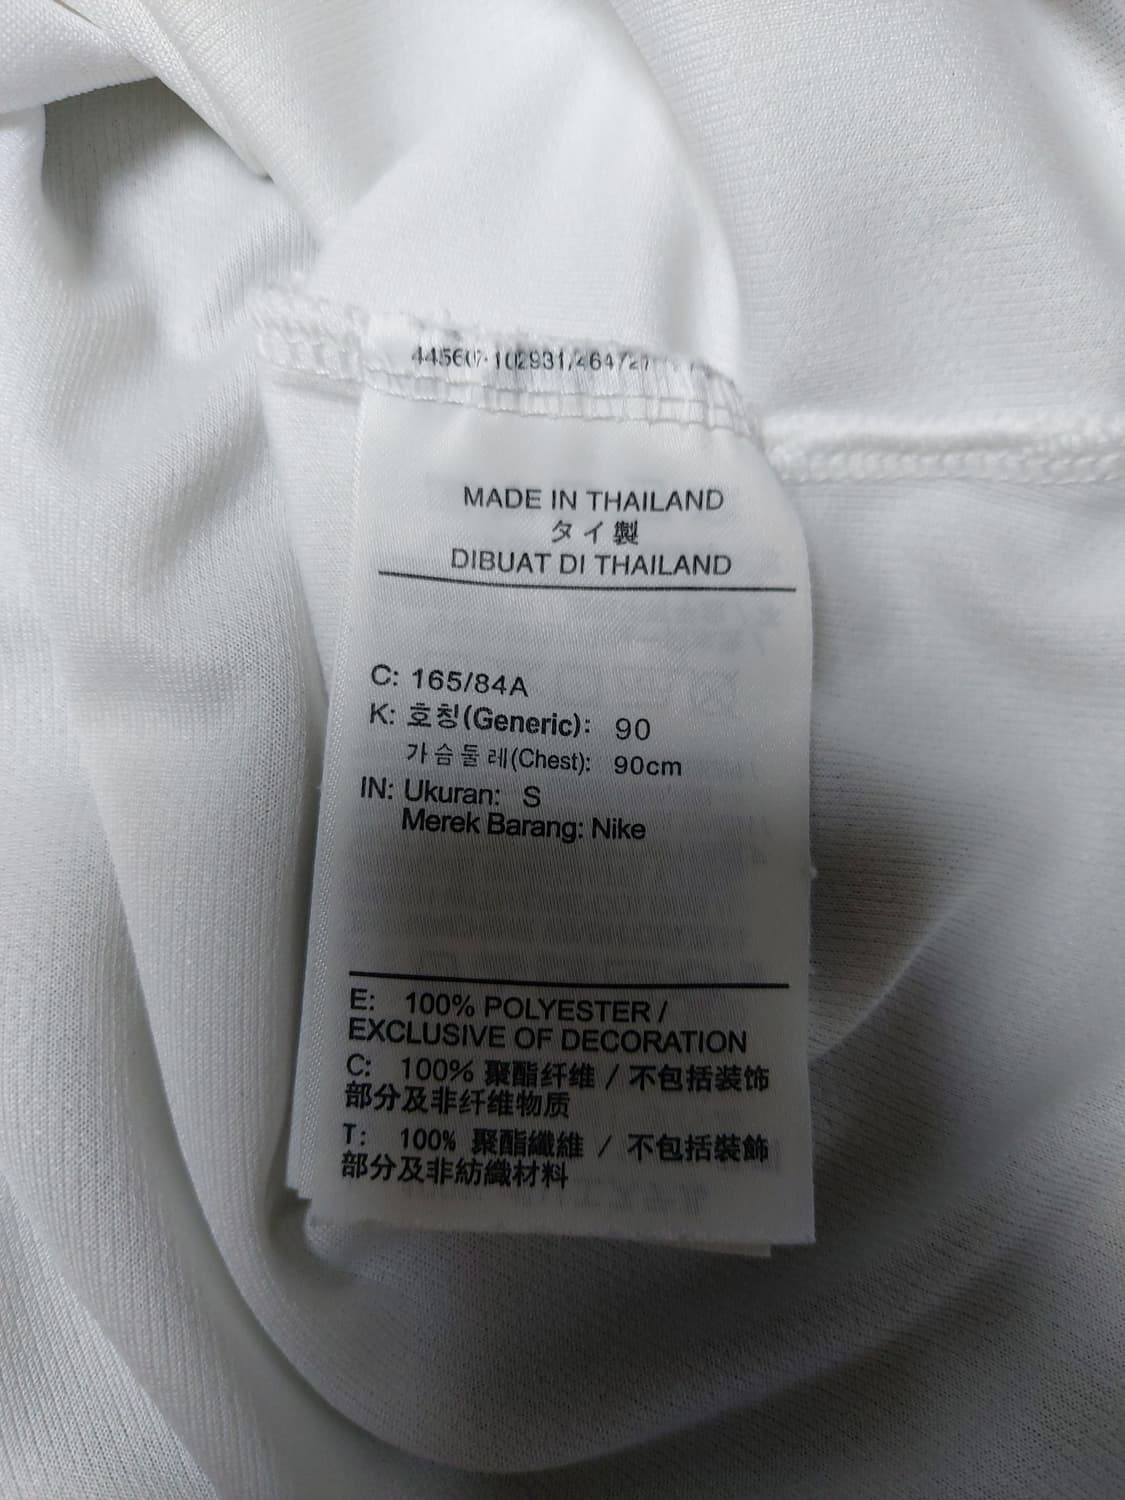 MADE IN THAILAND
タイ製
DIBUAT DI THAILAND
C: 165/84A
K: 호칭(Generic): 90
가슴둘레(Chest): 90cm
IN: Ukuran: S
Merek Barang: Nike
E: 100% POLYESTER /
EXCLUSIVE OF DECORATION
C: 100% 聚酯纤维 / 不包括装饰
部分及非纤维物质
T: 100% 聚酯纖維 / 不包括裝飾
部分及非紡織材料